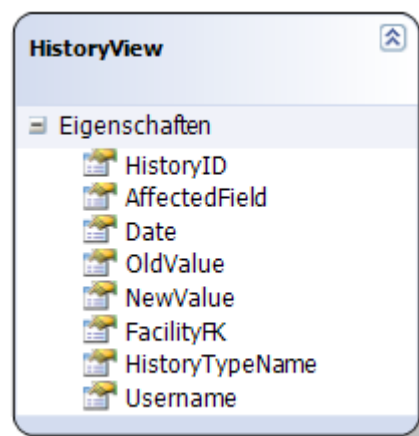 HistoryView
Eigenschaften
HistoryID
AffectedField
Date
OldValue
NewValue
FacilityFK
HistoryTypeName
Username